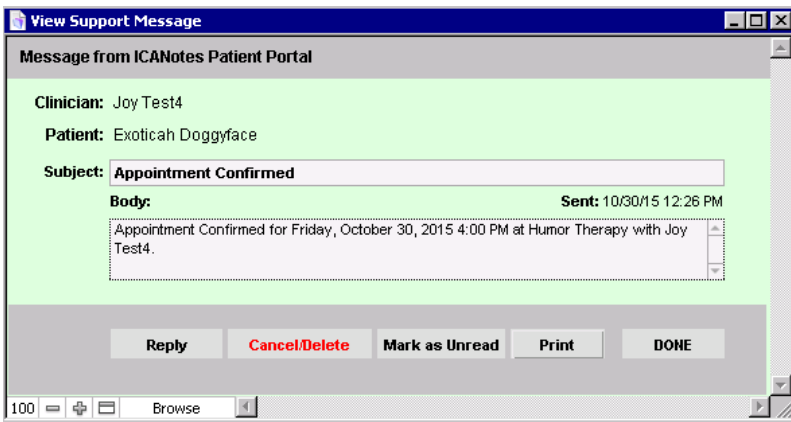 View Support Message
Message from ICANotes Patient Portal
Clinician: Joy Test4
Patient: Exoticah Doggyface
Subject: Appointment Confirmed
Body: Sent: 10/30/15 12:26 PM
Appointment Confirmed for Friday, October 30, 2015 4:00 PM at Humor Therapy with Joy
Test4.
Reply Cancel/Delete Mark as Unread Print DONE
100 Browse